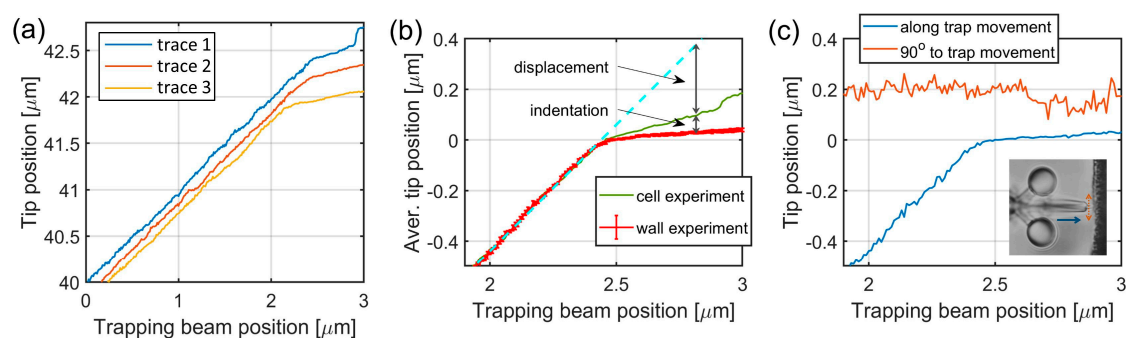 (a)
trace 1
trace 2
trace 3
42.5
42
41.5
41
40.5
40
0
1
2
3
Tip position [μm]
Trapping beam position [μm]
(b)
displacement
indentation
cell experiment
wall experiment
0.4
0.2
0
-0.2
-0.4
2
2.5
3
Aver. tip position [μm]
Trapping beam position [μm]
(c)
along trap movement
90° to trap movement
0.4
0.2
0
-0.2
-0.4
2
2.5
3
Tip position [μm]
Trapping beam position [μm]